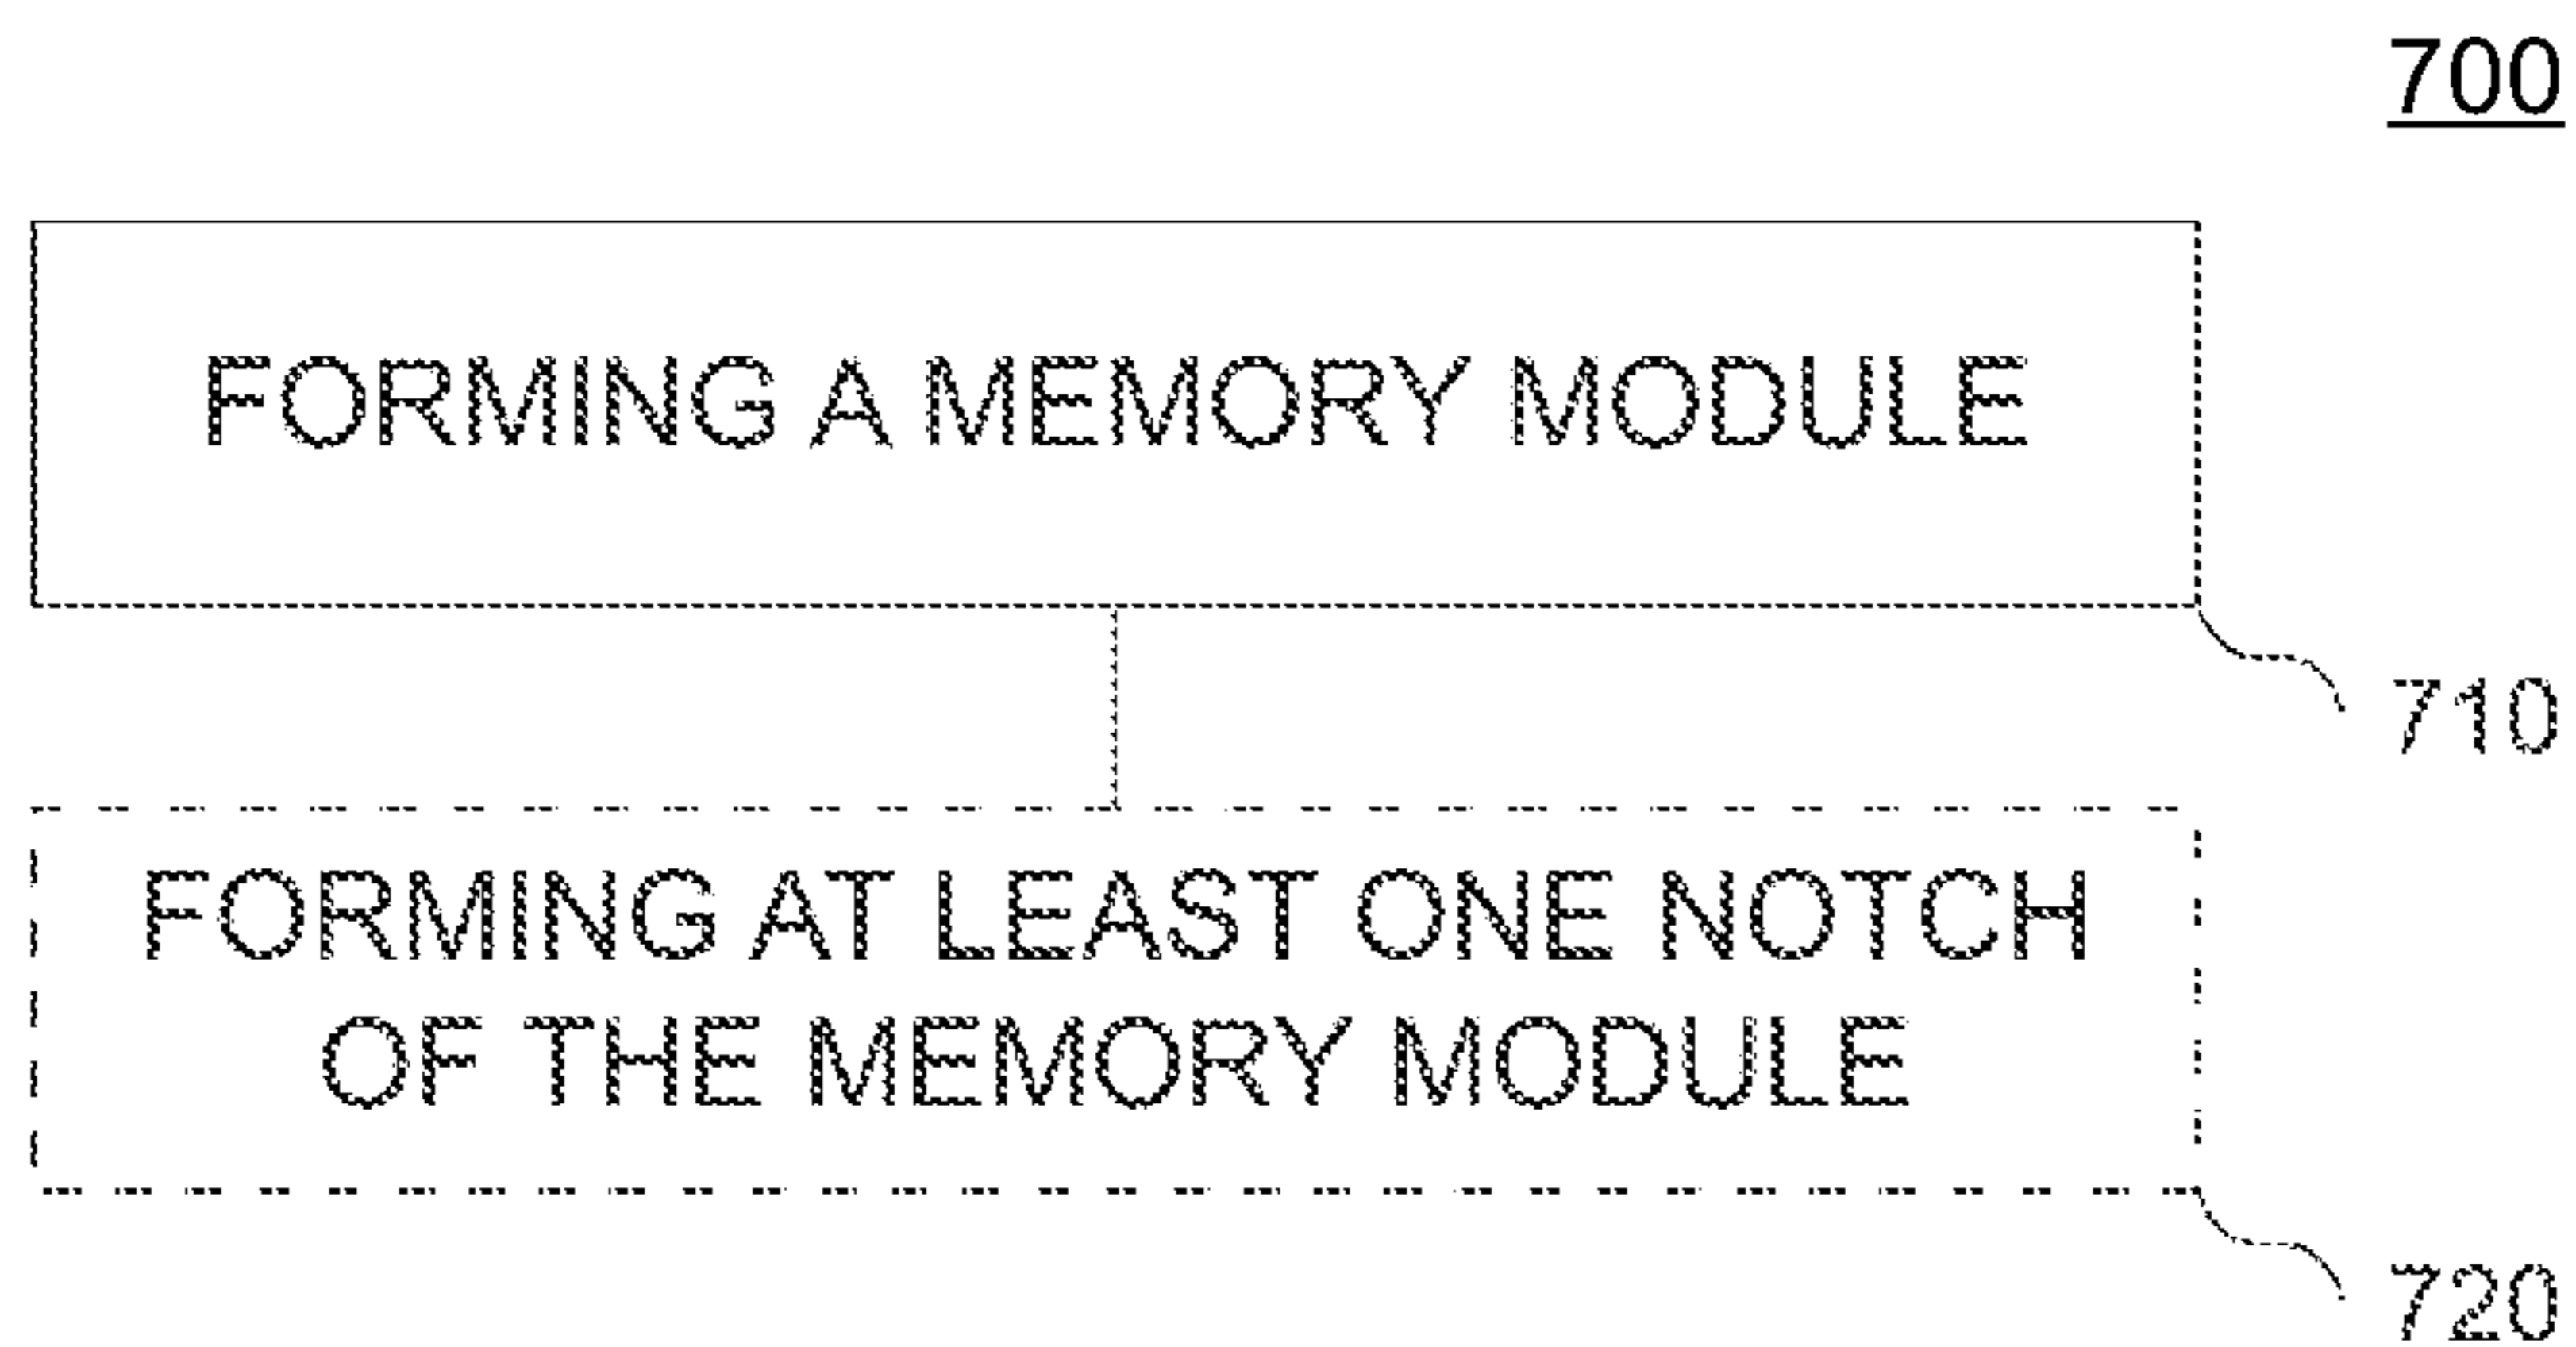 700
FORMING A MEMORY MODULE
710
FORMING AT LEAST ONE NOTCH
OF THE MEMORY MODULE
720